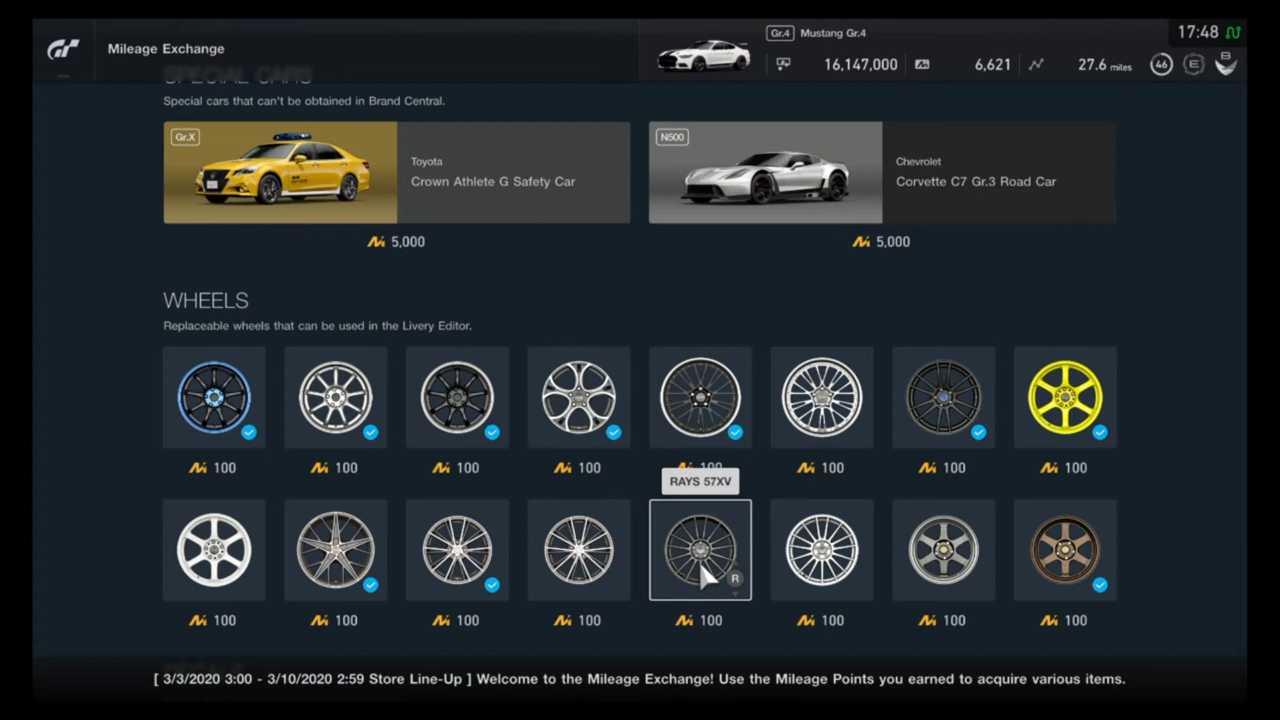 GT
Mileage Exchange
Gr.4 Mustang Gr.4
16,147,000
6,621
27.6 miles
17:48
46
E
B
SPECIAL CARS
Special cars that can't be obtained in Brand Central.
Gr.X
Toyota
Crown Athlete G Safety Car
N500
Chevrolet
Corvette C7 Gr.3 Road Car
5,000
5,000
WHEELS
Replaceable wheels that can be used in the Livery Editor.
100 100 100 100 100 100 100 100
RAYS 57XV
R
100 100 100 100 100 100 100 100
[ 3/3/2020 3:00 - 3/10/2020 2:59 Store Line-Up ] Welcome to the Mileage Exchange! Use the Mileage Points you earned to acquire various items.